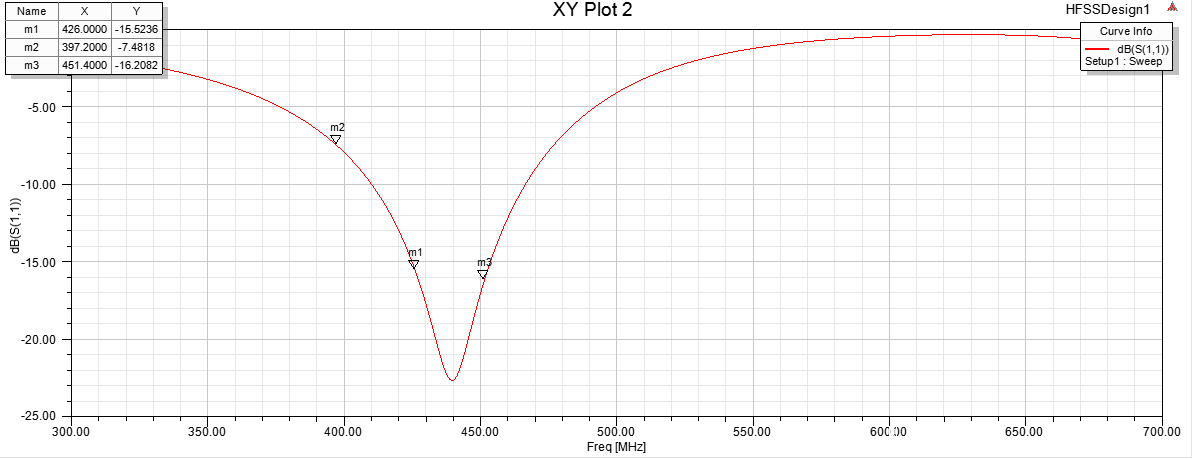 XY Plot 2
HFSSDesign1
Name X Y
m1 426.0000 -15.5236
m2 397.2000 -7.4818
m3 451.4000 -16.2082
Curve Info
dB(S(1,1))
Setup1 : Sweep
dB(S(1,1))
-5.00
-10.00
-15.00
-20.00
-25.00
m2
m1
m3
300.00 350.00 400.00 450.00 500.00 550.00 600.00 650.00 700.00
Freq [MHz]